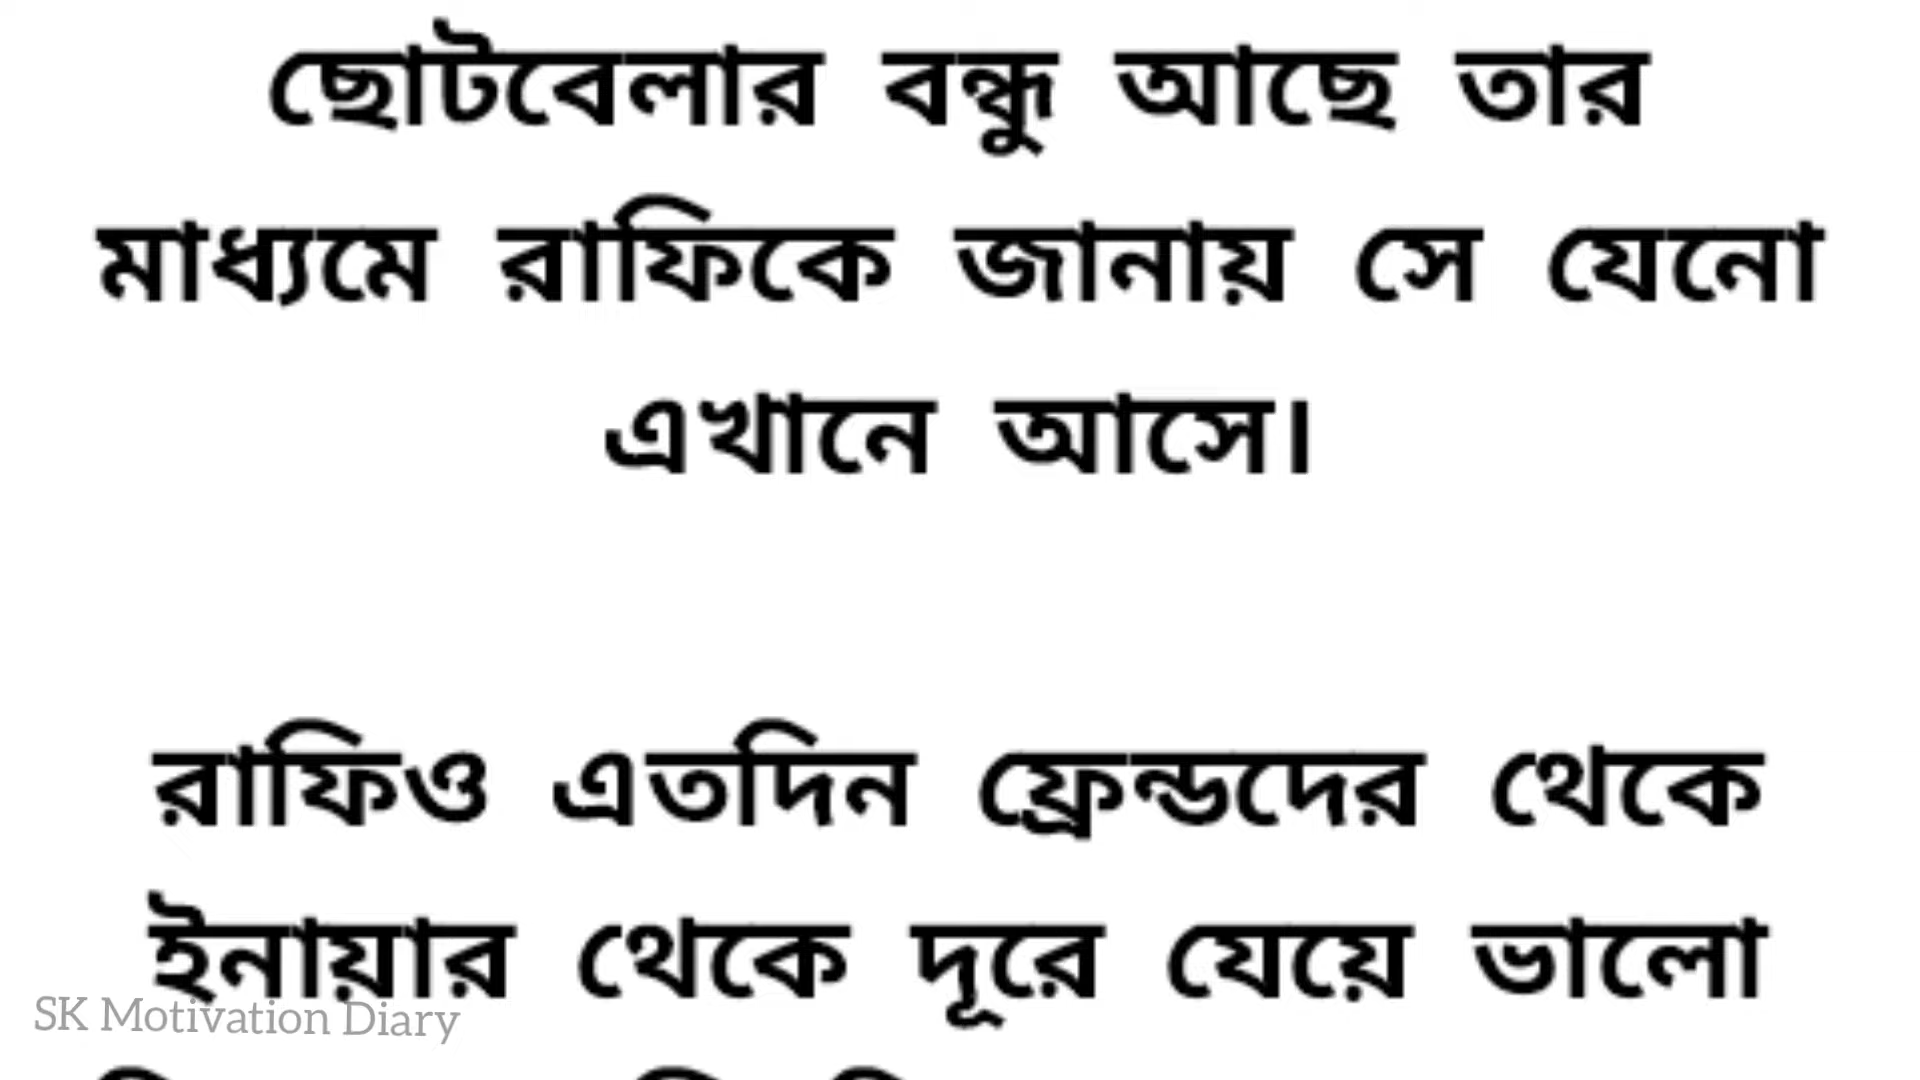 ছোটবেলার বন্ধু আছে তার
মাধ্যমে রাফিকে জানায় সে যেনো
এখানে আসে।
রাফিও এতদিন ফ্রেন্ডদের থেকে
ইনায়ার থেকে দূরে যেয়ে ভালো
SK Motivation Diary